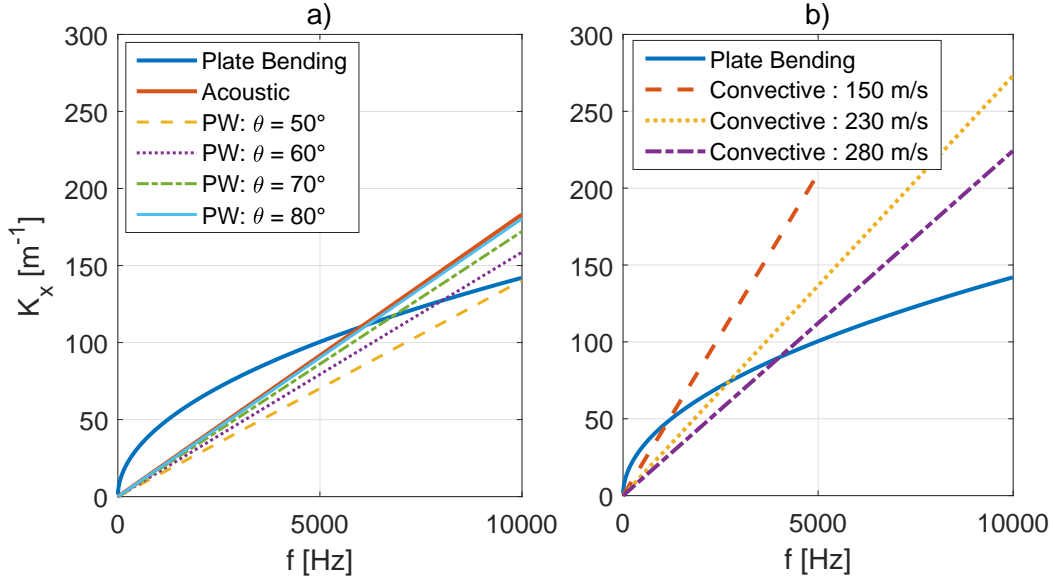 a)
K_x [m^-1]
300
250
200
150
100
50
0
Plate Bending
Acoustic
PW: θ = 50°
PW: θ = 60°
PW: θ = 70°
PW: θ = 80°
0 5000 10000
f [Hz]
b)
300
250
200
150
100
50
0
Plate Bending
Convective : 150 m/s
Convective : 230 m/s
Convective : 280 m/s
0 5000 10000
f [Hz]